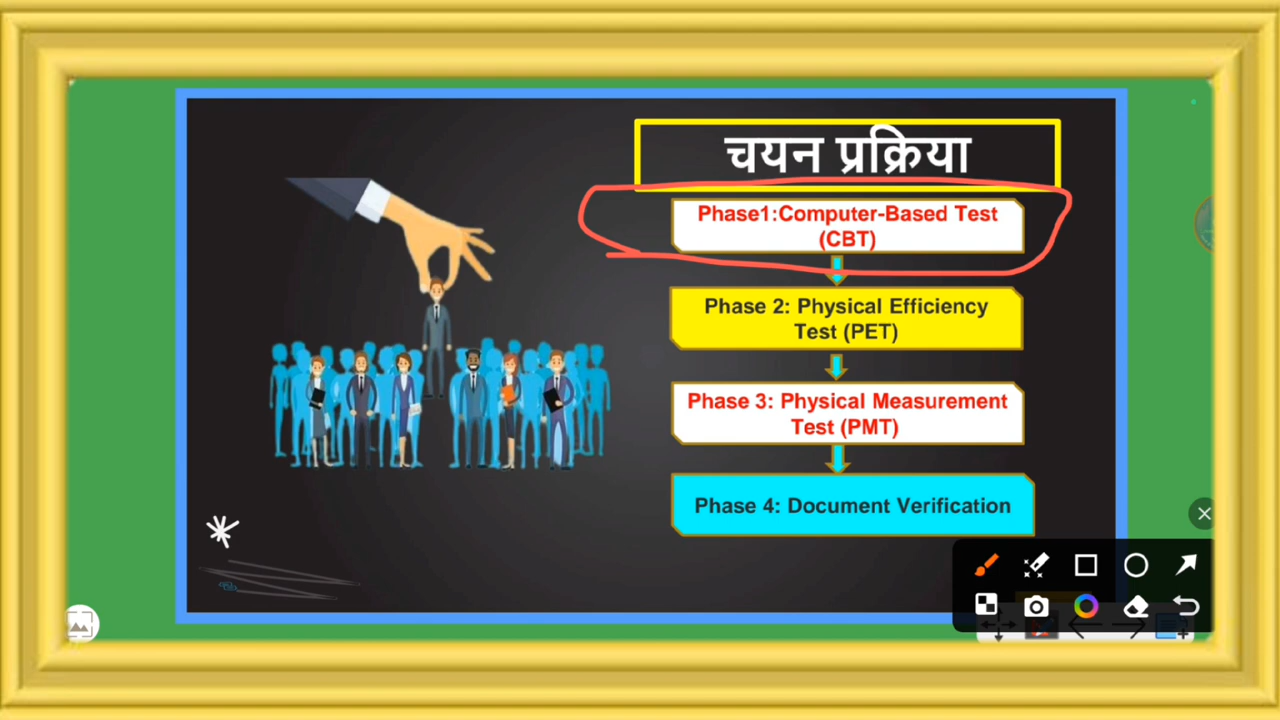 चयन प्रक्रिया
Phase1:Computer-Based Test
(CBT)
Phase 2: Physical Efficiency
Test (PET)
Phase 3: Physical Measurement
Test (PMT)
Phase 4: Document Verification